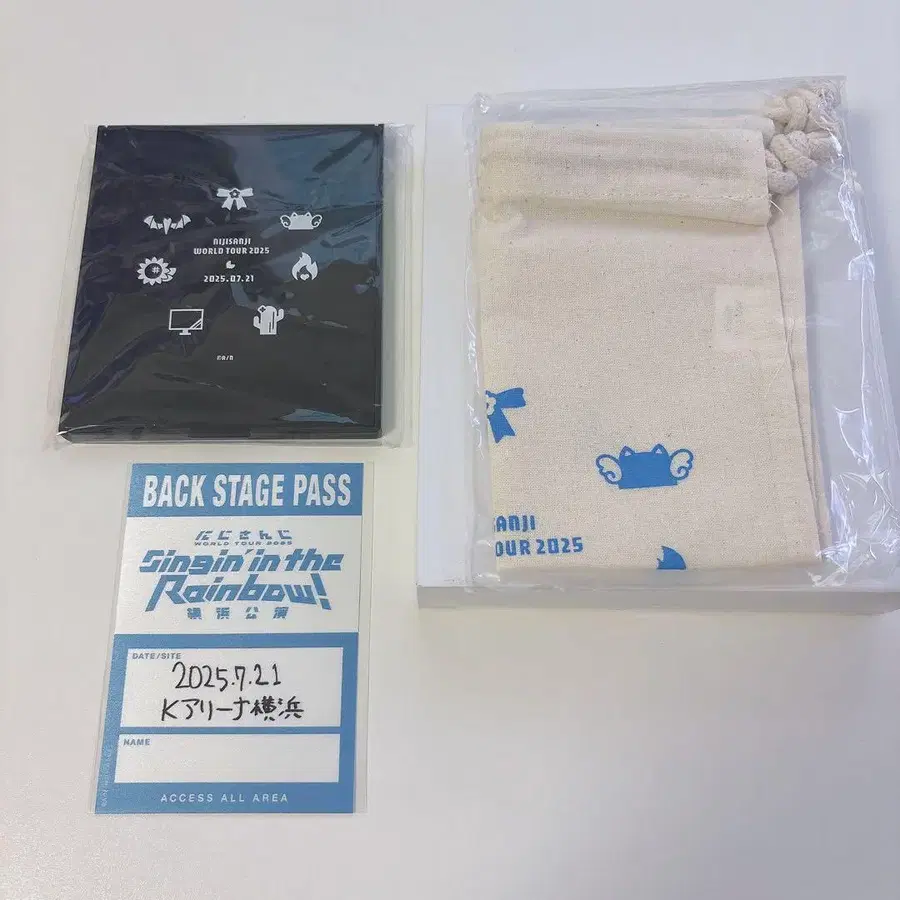 NIJISANJI
WORLD TOUR 2025
2025.07.21
©A/N
BACK STAGE PASS
にじさんじ
WORLD TOUR 2025
Singin' in the
Rainbow!
横浜公演
DATE/SITE
2025.7.21
Kアリーナ横浜
NAME
ACCESS ALL AREA
SANJI
OUR 2025